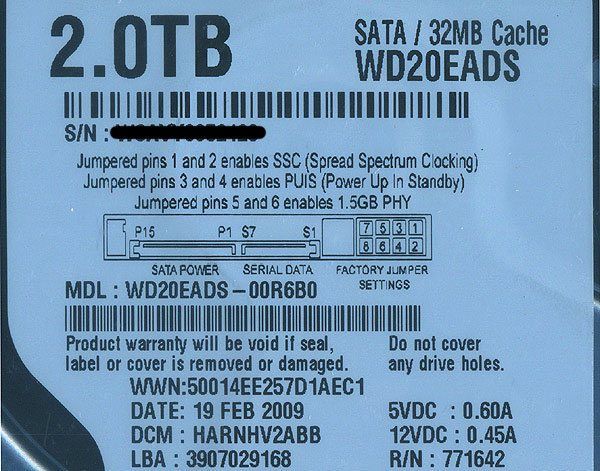 2.0TB
SATA / 32MB Cache
WD20EADS
S/N :
Jumpered pins 1 and 2 enables SSC (Spread Spectrum Clocking)
Jumpered pins 3 and 4 enables PUIS (Power Up In Standby)
Jumpered pins 5 and 6 enables 1.5GB PHY
P15 P1 S7 S1 7 5 3 1
8 6 4 2
SATA POWER SERIAL DATA FACTORY JUMPER
SETTINGS
MDL : WD20EADS-00R6B0
Product warranty will be void if seal,
label or cover is removed or damaged.
Do not cover
any drive holes.
WWN:50014EE257D1AEC1
DATE: 19 FEB 2009 5VDC : 0.60A
DCM : HARNHV2ABB 12VDC : 0.45A
LBA : 3907029168 R/N : 771642